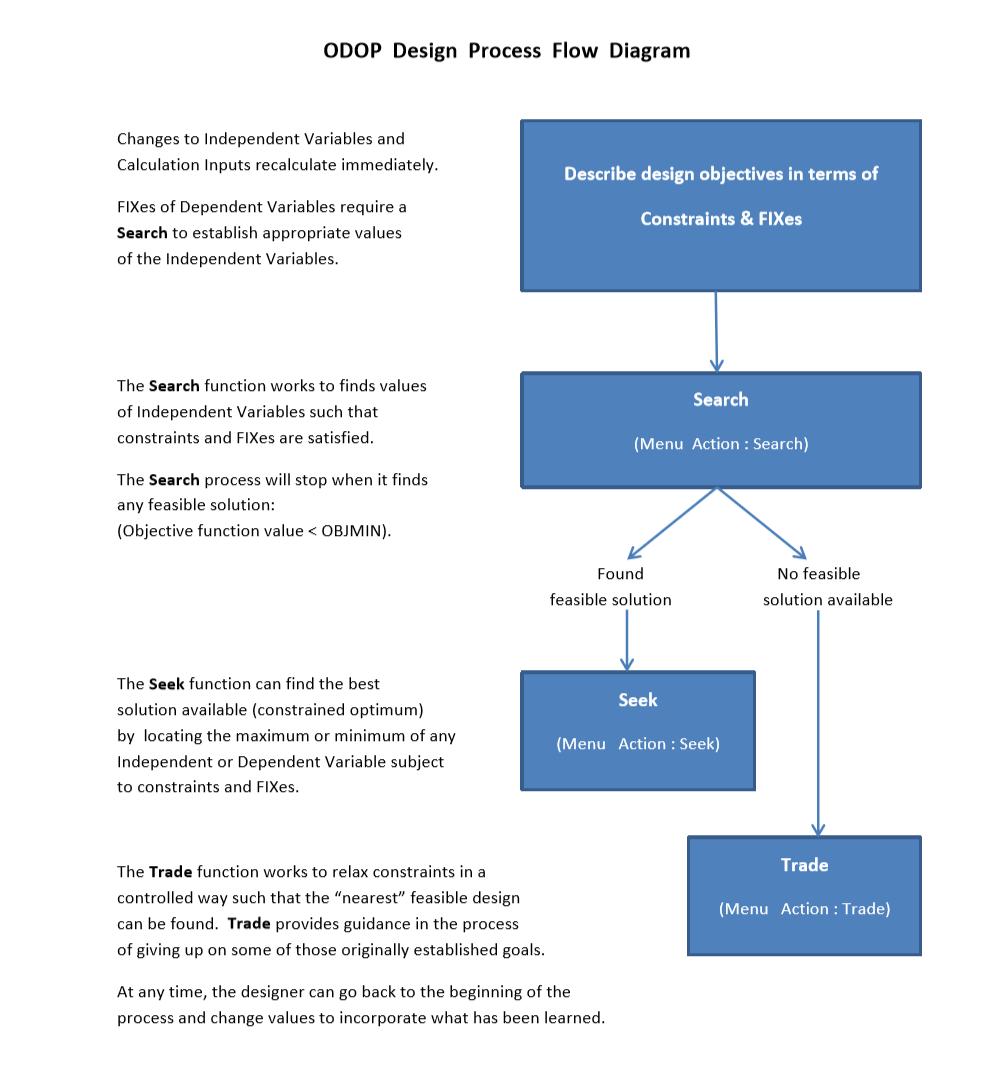 ODOP Design Process Flow Diagram
Changes to Independent Variables and
Calculation Inputs recalculate immediately.
FIXes of Dependent Variables require a
Search to establish appropriate values
of the Independent Variables.
Describe design objectives in terms of
Constraints & FIXes
The Search function works to finds values
of Independent Variables such that
constraints and FIXes are satisfied.
The Search process will stop when it finds
any feasible solution:
(Objective function value < OBJMIN).
Search
(Menu Action : Search)
Found
feasible solution
No feasible
solution available
The Seek function can find the best
solution available (constrained optimum)
by locating the maximum or minimum of any
Independent or Dependent Variable subject
to constraints and FIXes.
Seek
(Menu Action : Seek)
The Trade function works to relax constraints in a
controlled way such that the “nearest” feasible design
can be found. Trade provides guidance in the process
of giving up on some of those originally established goals.
Trade
(Menu Action : Trade)
At any time, the designer can go back to the beginning of the
process and change values to incorporate what has been learned.